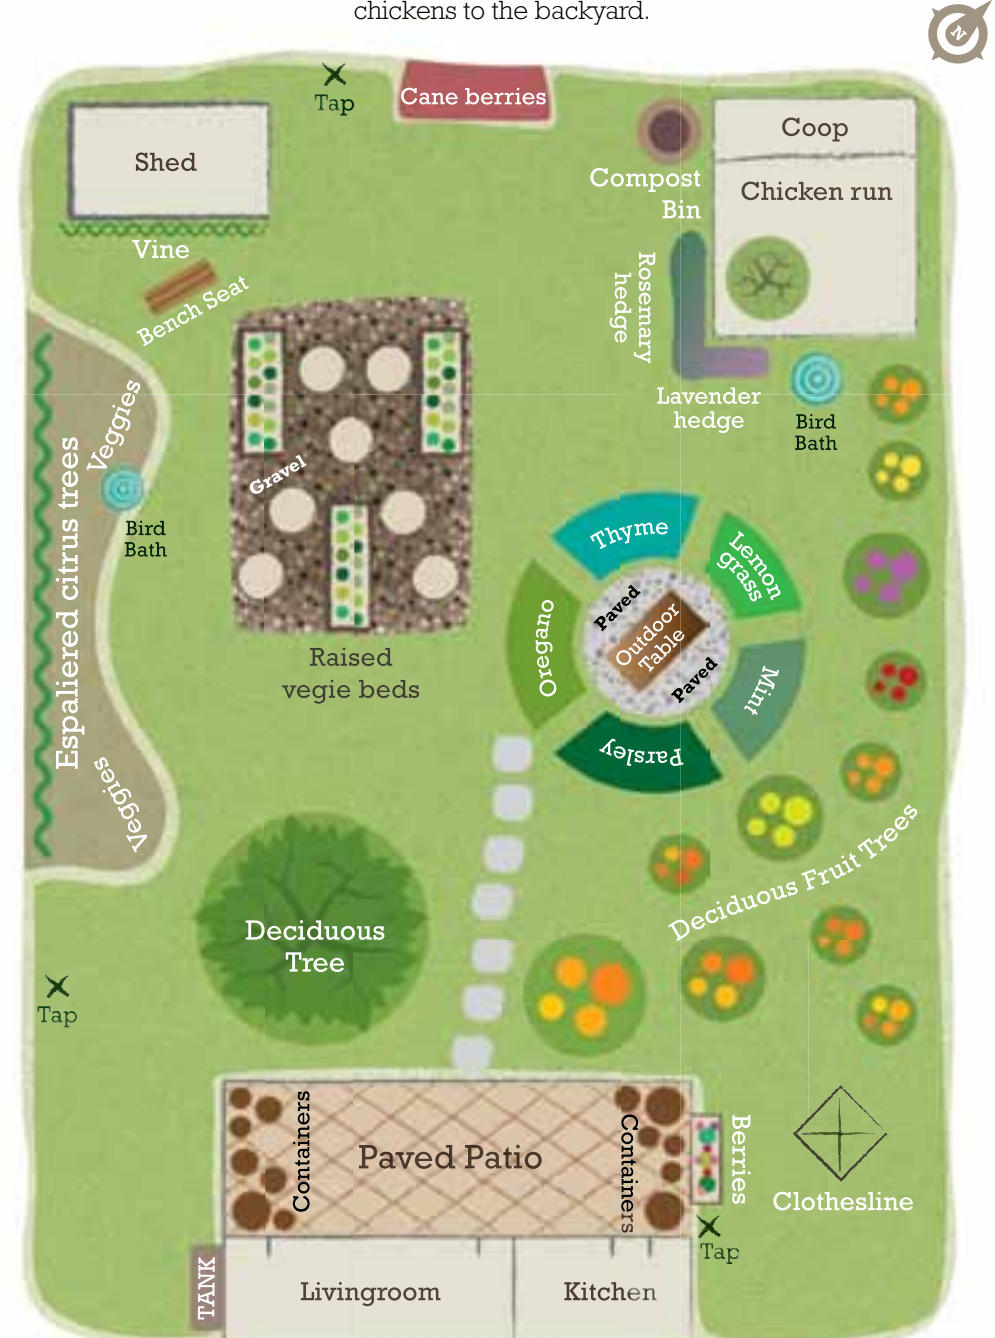 chickens to the backyard.
N
Tap
Cane berries
Shed
Coop
Compost
Bin
Chicken run
Vine
Bench Seat
Rosemary
hedge
Lavender
hedge
Bird
Bath
Veggies
Espaliered citrus trees
Bird
Bath
Veggies
Gravel
Raised
vegie beds
Thyme
Lemon
grass
Oregano
Paved
Outdoor
Table
Paved
Mint
Parsley
Deciduous Fruit Trees
Deciduous
Tree
Tap
Containers
Paved Patio
Containers
Berries
Clothesline
Tap
TANK
Livingroom
Kitchen